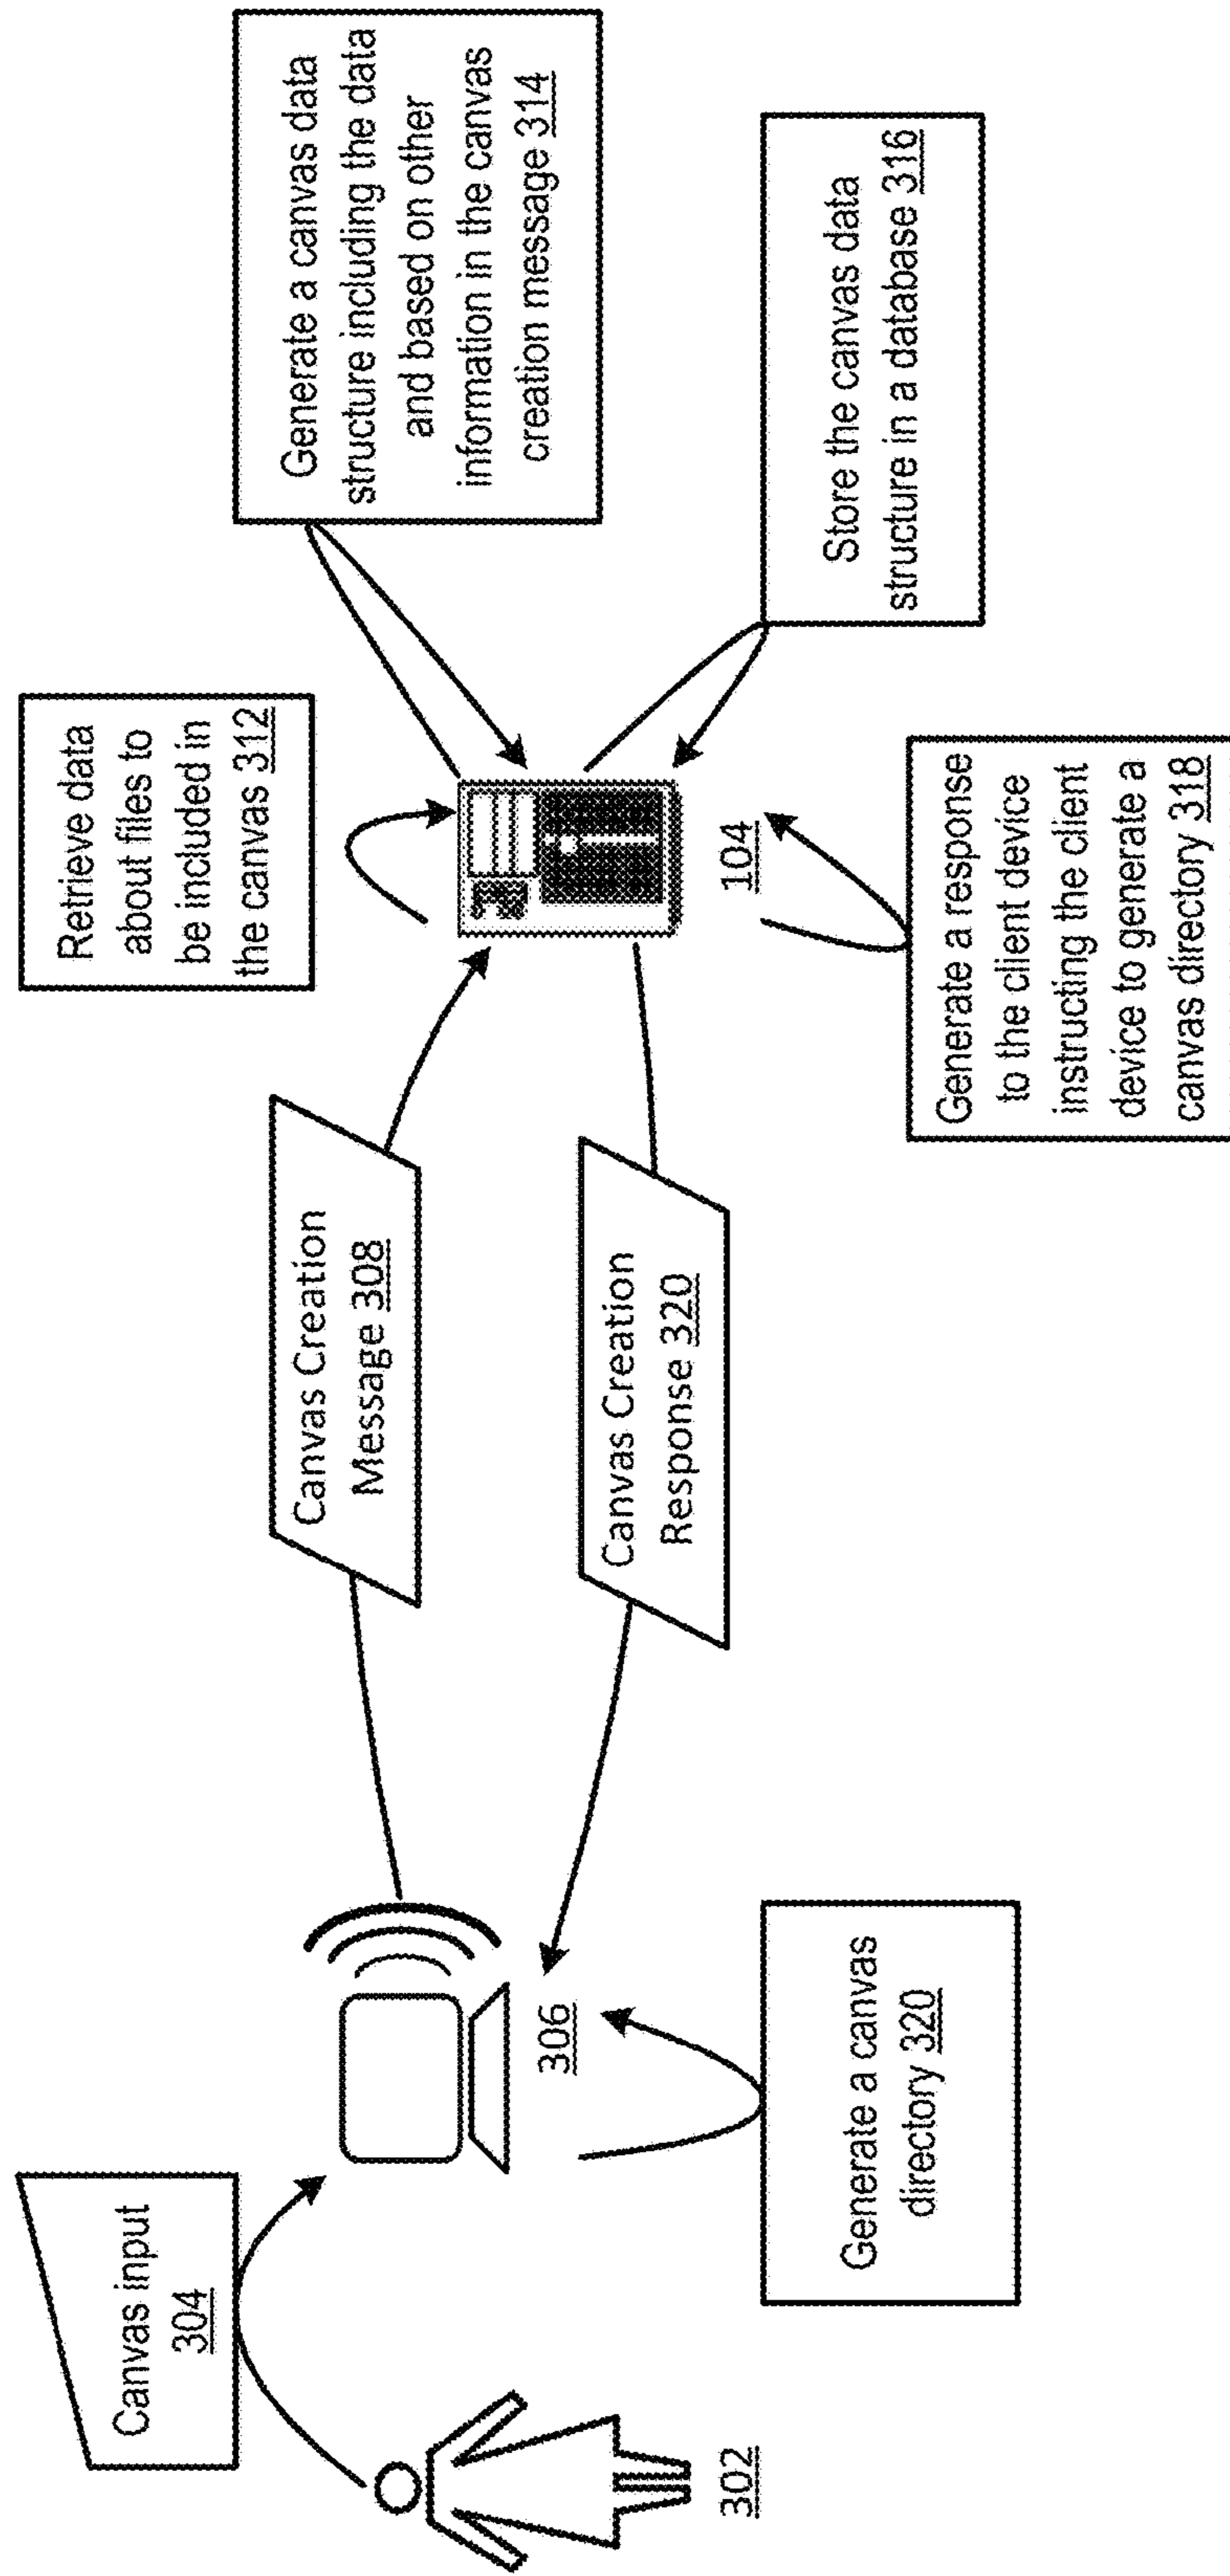 Canvas input
304
302
306
Generate a canvas
directory 320
Canvas Creation
Message 308
Canvas Creation
Response 320
Retrieve data
about files to
be included in
the canvas 312
104
Generate a canvas data
structure including the data
and based on other
information in the canvas
creation message 314
Store the canvas data
structure in a database 316
Generate a response
to the client device
instructing the client
device to generate a
canvas directory 318